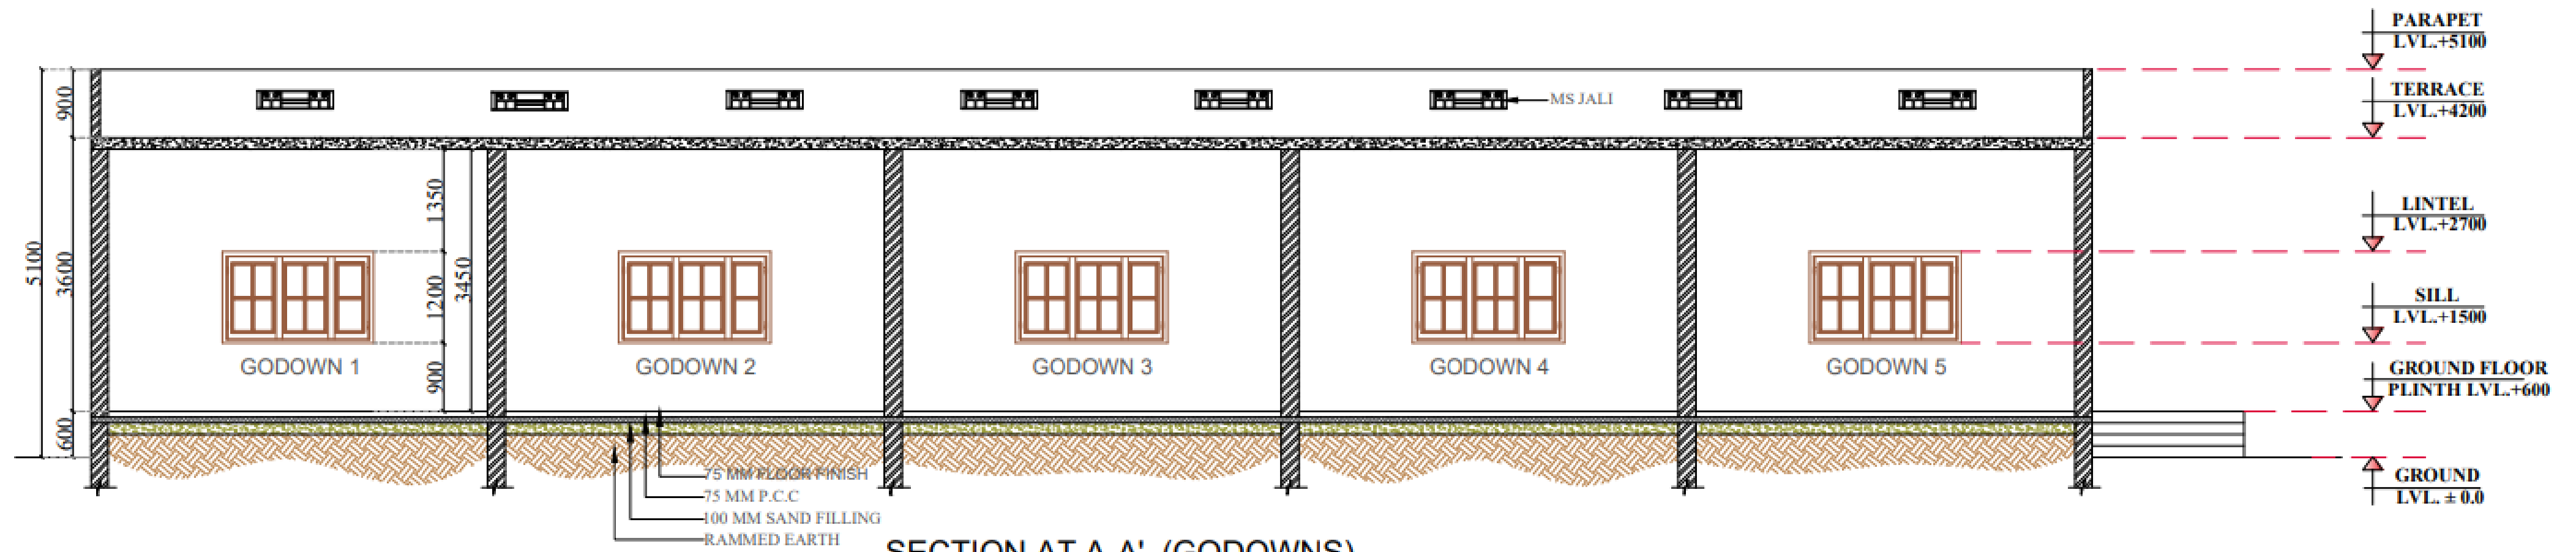 PARAPET
LVL.+5100
TERRACE
LVL.+4200
MS JALI
900
1350
LINTEL
LVL.+2700
5100
3600
1200
3450
SILL
LVL.+1500
GODOWN 1
GODOWN 2
GODOWN 3
GODOWN 4
GODOWN 5
900
GROUND FLOOR
PLINTH LVL.+600
600
75 MM FLOOR FINISH
75 MM P.C.C
100 MM SAND FILLING
RAMMED EARTH
GROUND
LVL. ± 0.0
SECTION AT A-A' (GODOWNS)